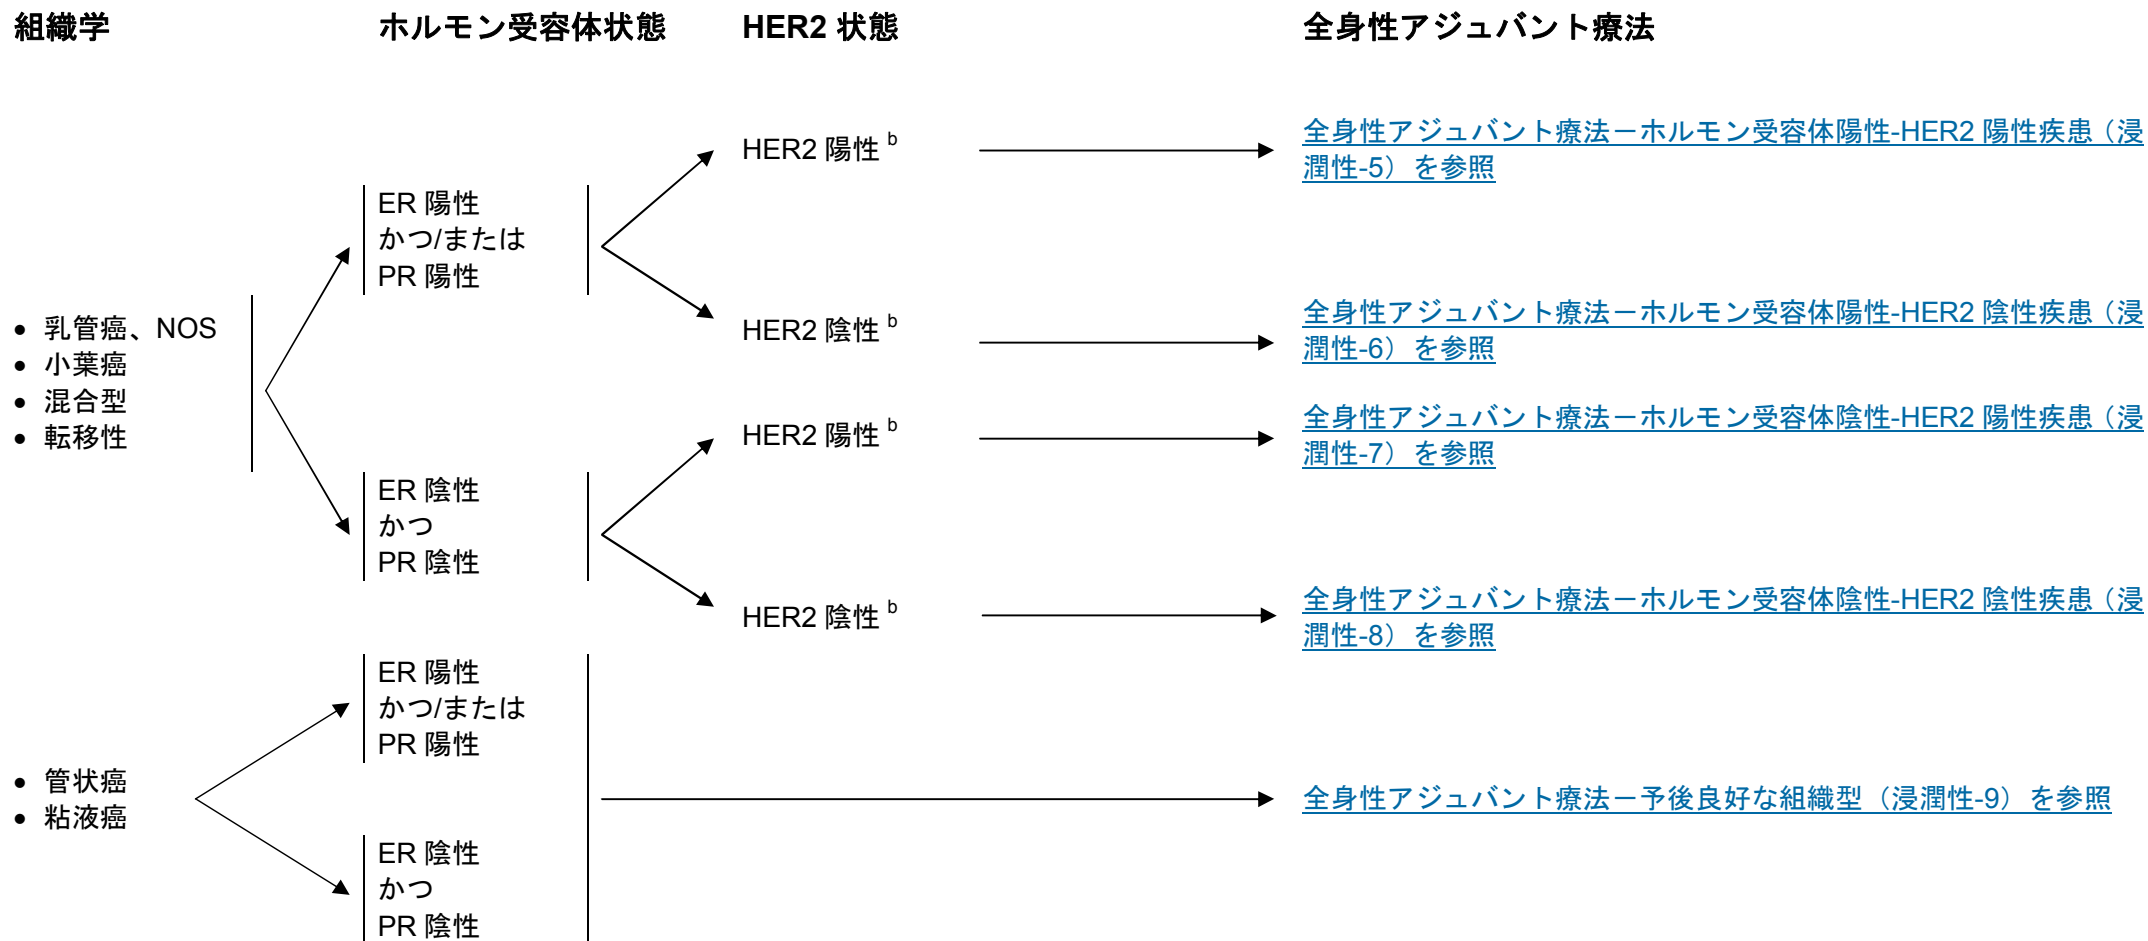 組織学
ホルモン受容体状態
HER2 状態
全身性アジュバント療法
• 乳管癌、NOS
• 小葉癌
• 混合型
• 転移性
ER 陽性
かつ/または
PR 陽性
HER2 陽性 b
全身性アジュバント療法－ホルモン受容体陽性-HER2 陽性疾患（浸
潤性-5）を参照
HER2 陰性 b
全身性アジュバント療法－ホルモン受容体陽性-HER2 陰性疾患（浸
潤性-6）を参照
ER 陰性
かつ
PR 陰性
HER2 陽性 b
全身性アジュバント療法－ホルモン受容体陰性-HER2 陽性疾患（浸
潤性-7）を参照
HER2 陰性 b
全身性アジュバント療法－ホルモン受容体陰性-HER2 陰性疾患（浸
潤性-8）を参照
• 管状癌
• 粘液癌
ER 陽性
かつ/または
PR 陽性
ER 陰性
かつ
PR 陰性
全身性アジュバント療法－予後良好な組織型（浸潤性-9）を参照